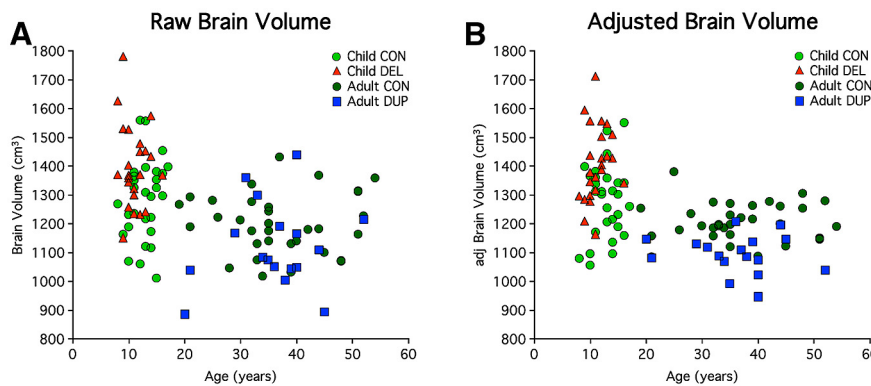 A
Raw Brain Volume
1800
1700
1600
1500
1400
1300
1200
1100
1000
900
800
Brain Volume (cm³)
Child CON
Child DEL
Adult CON
Adult DUP
0 10 20 30 40 50 60
Age (years)
B
Adjusted Brain Volume
1800
1700
1600
1500
1400
1300
1200
1100
1000
900
800
adj Brain Volume (cm³)
Child CON
Child DEL
Adult CON
Adult DUP
0 10 20 30 40 50 60
Age (years)